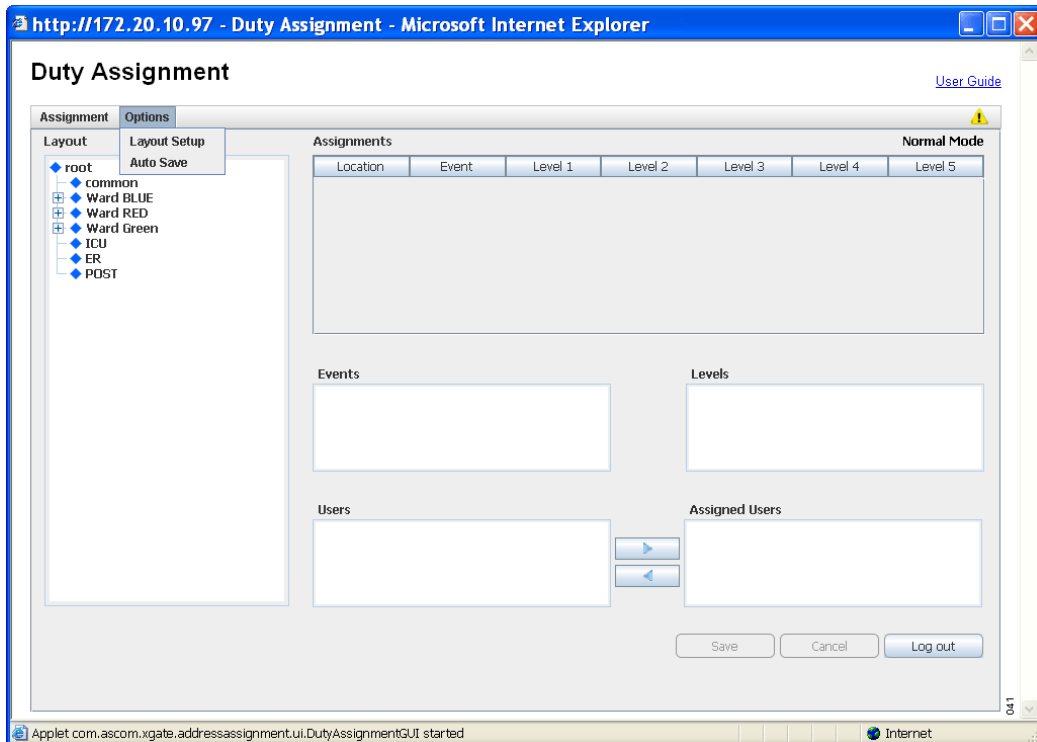 http://172.20.10.97 - Duty Assignment - Microsoft Internet Explorer
Duty Assignment
User Guide
Assignment Options
Layout Setup
Auto Save
Layout
root
common
Ward BLUE
Ward RED
Ward Green
ICU
ER
POST
Assignments
Normal Mode
Location Event Level 1 Level 2 Level 3 Level 4 Level 5
Events
Levels
Users
Assigned Users
Save Cancel Log out
041
Applet com.ascom.xgate.addressassignment.ui.DutyAssignmentGUI started
Internet